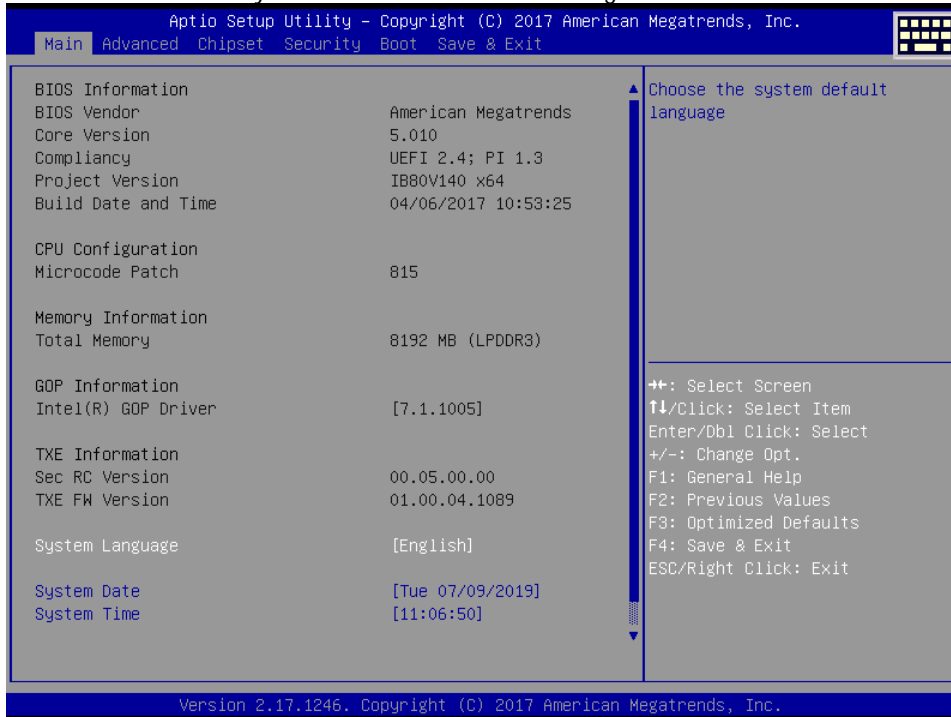 Aptio Setup Utility – Copyright (C) 2017 American Megatrends, Inc.
Main Advanced Chipset Security Boot Save & Exit
BIOS Information
BIOS Vendor American Megatrends
Core Version 5.010
Compliancy UEFI 2.4; PI 1.3
Project Version IB80V140 x64
Build Date and Time 04/06/2017 10:53:25
CPU Configuration
Microcode Patch 815
Memory Information
Total Memory 8192 MB (LPDDR3)
GOP Information
Intel(R) GOP Driver [7.1.1005]
TXE Information
Sec RC Version 00.05.00.00
TXE FW Version 01.00.04.1089
System Language [English]
System Date [Tue 07/09/2019]
System Time [11:06:50]
Choose the system default
language
→←: Select Screen
↑↓/Click: Select Item
Enter/Dbl Click: Select
+/-: Change Opt.
F1: General Help
F2: Previous Values
F3: Optimized Defaults
F4: Save & Exit
ESC/Right Click: Exit
Version 2.17.1246. Copyright (C) 2017 American Megatrends, Inc.